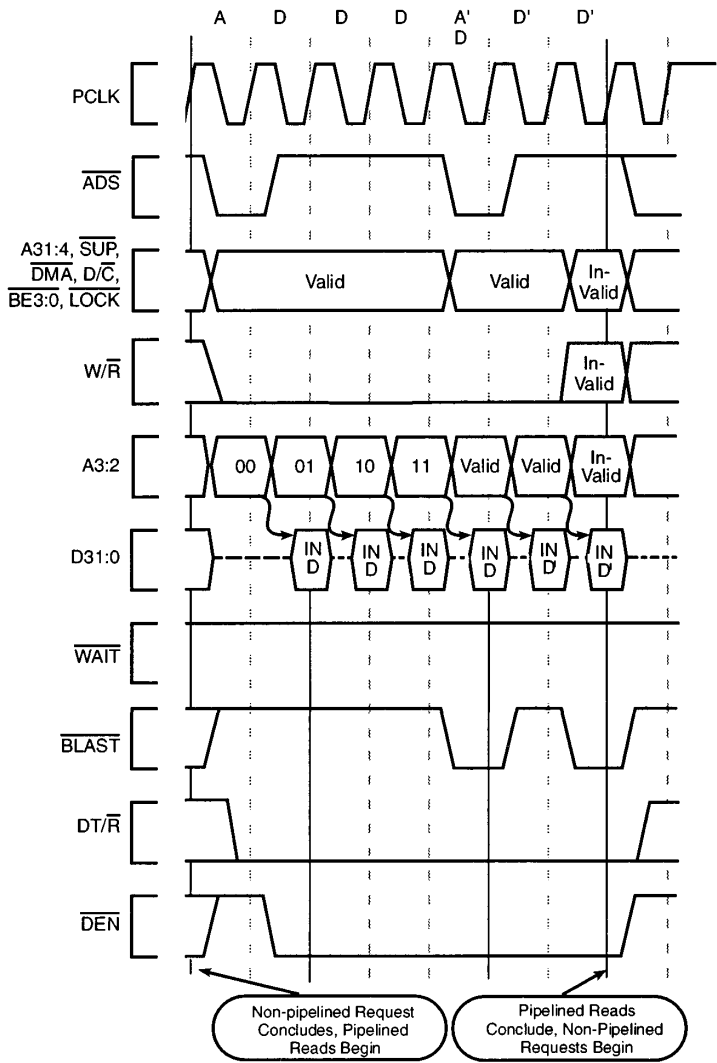 A D D D A' D' D'
D
PCLK
ADS
A31:4, SUP,
DMA, D/C,
BE3:0, LOCK
Valid Valid In-
Valid
W/R
In-
Valid
A3:2
00 01 10 11 Valid Valid In-
Valid
D31:0
IN IN IN IN IN IN
D D D D D' D'
WAIT
BLAST
DT/R
DEN
Non-pipelined Request
Concludes, Pipelined
Reads Begin
Pipelined Reads
Conclude, Non-Pipelined
Requests Begin